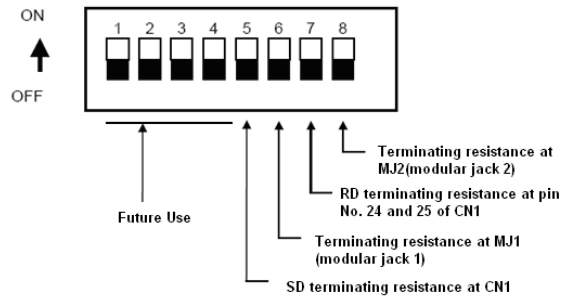 ON
1 2 3 4 5 6 7 8
OFF
Terminating resistance at
MJ2(modular jack 2)
RD terminating resistance at pin
No. 24 and 25 of CN1
Future Use
Terminating resistance at MJ1
(modular jack 1)
SD terminating resistance at CN1